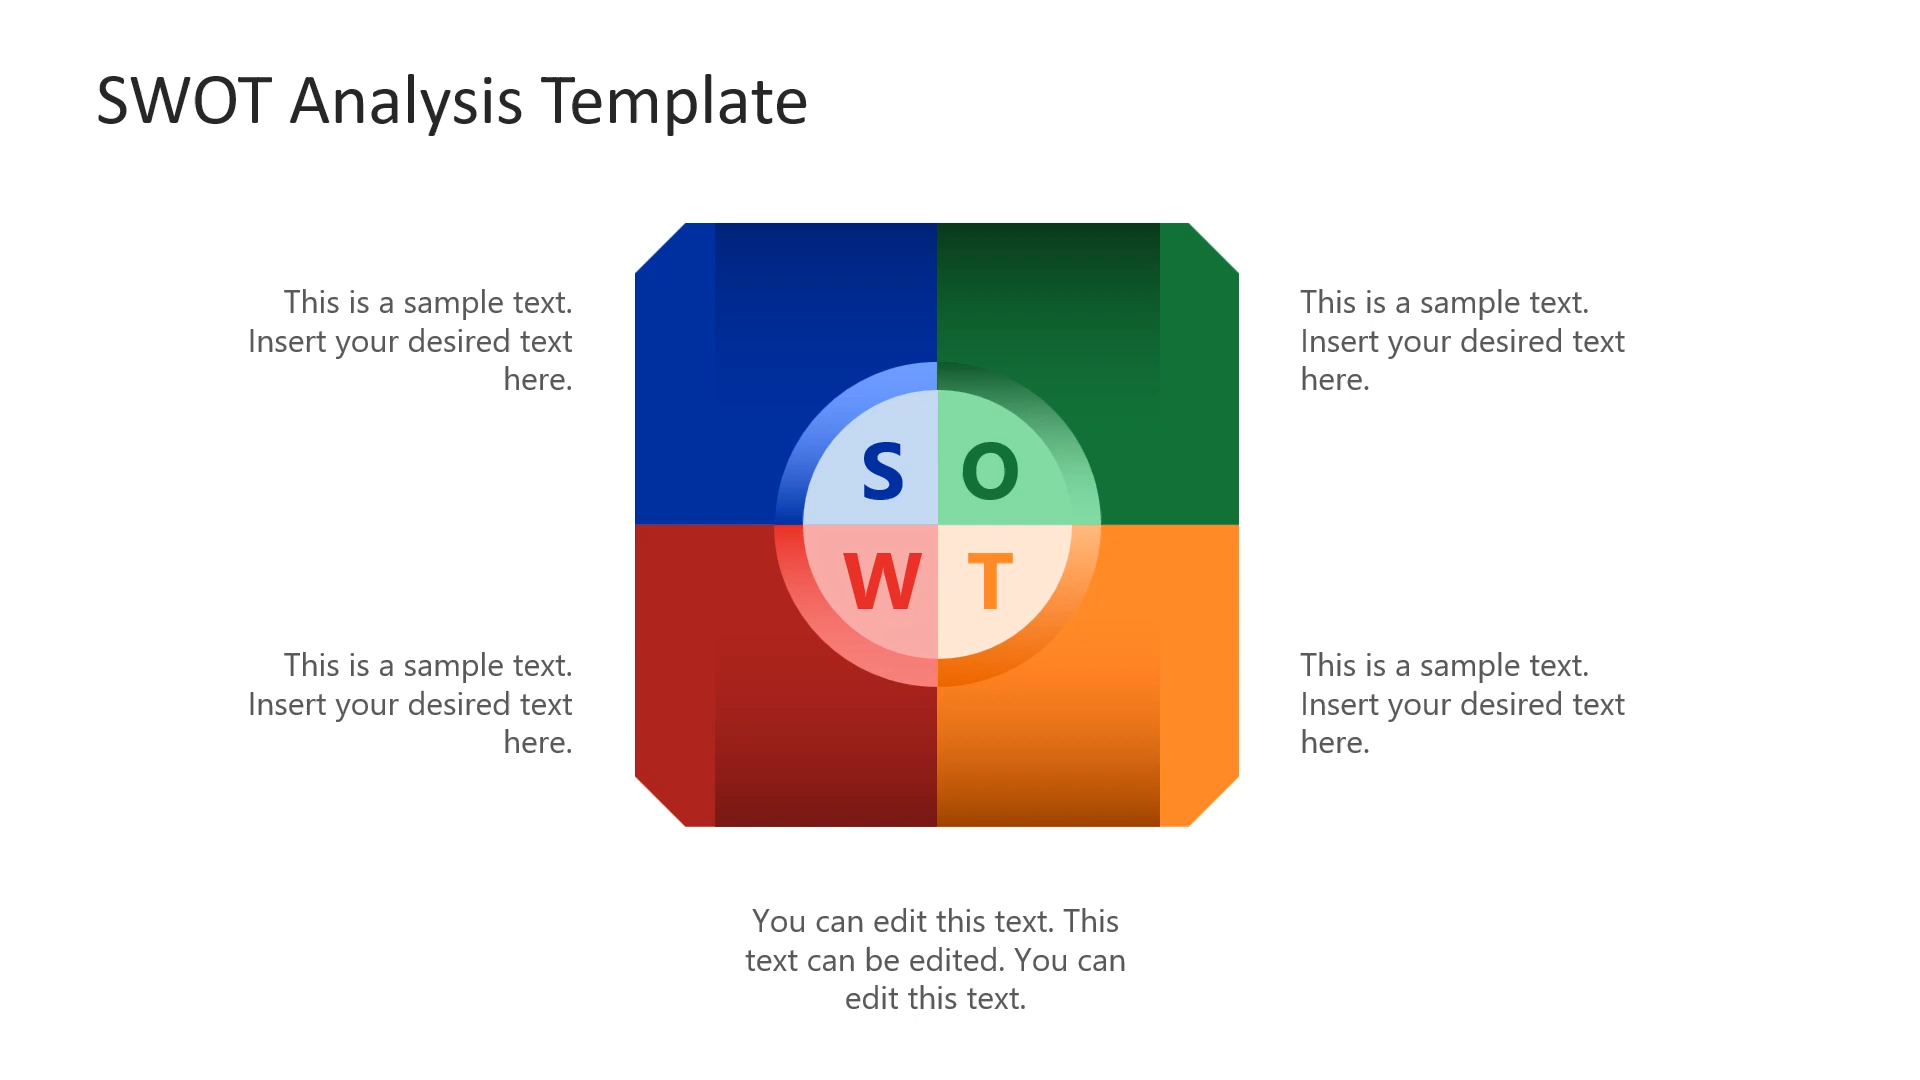 SWOT Analysis Template
This is a sample text.
Insert your desired text
here.
This is a sample text.
Insert your desired text
here.
S
O
W
T
This is a sample text.
Insert your desired text
here.
This is a sample text.
Insert your desired text
here.
You can edit this text. This
text can be edited. You can
edit this text.